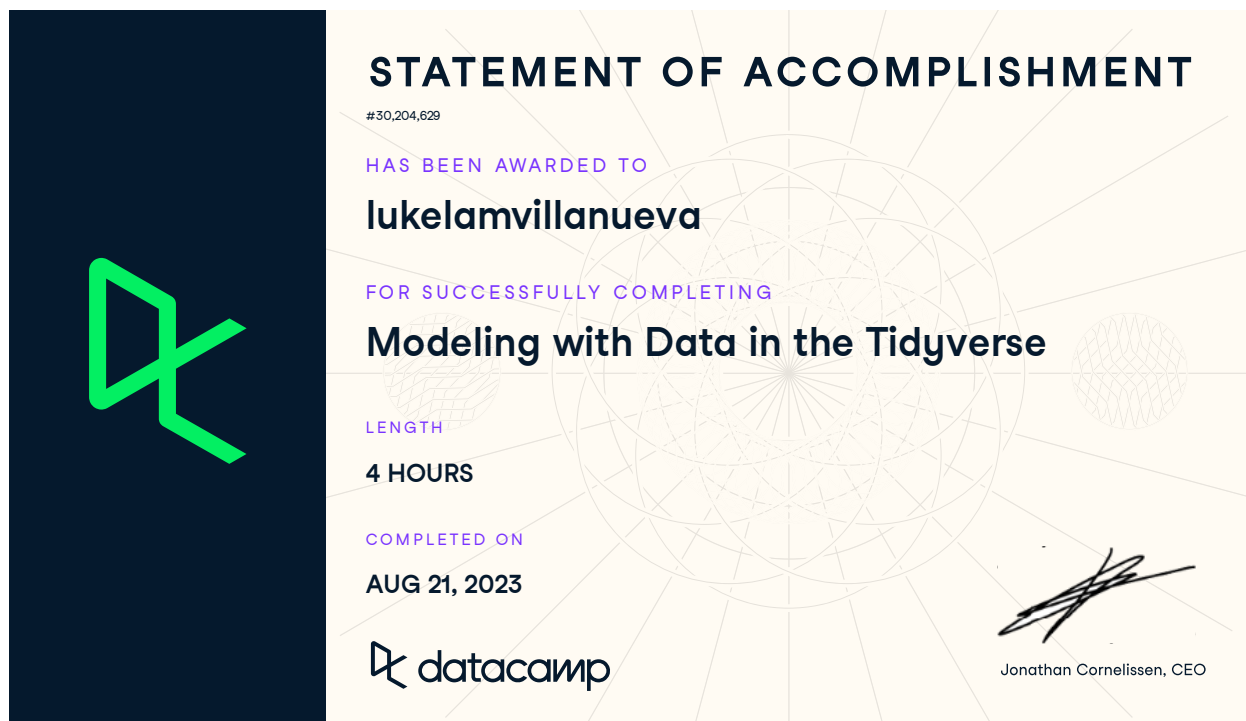 STATEMENT OF ACCOMPLISHMENT
#30,204,629
HAS BEEN AWARDED TO
lukelamvillanueva
FOR SUCCESSFULLY COMPLETING
Modeling with Data in the Tidyverse
LENGTH
4 HOURS
COMPLETED ON
AUG 21, 2023
datacamp
Jonathan Cornelissen, CEO